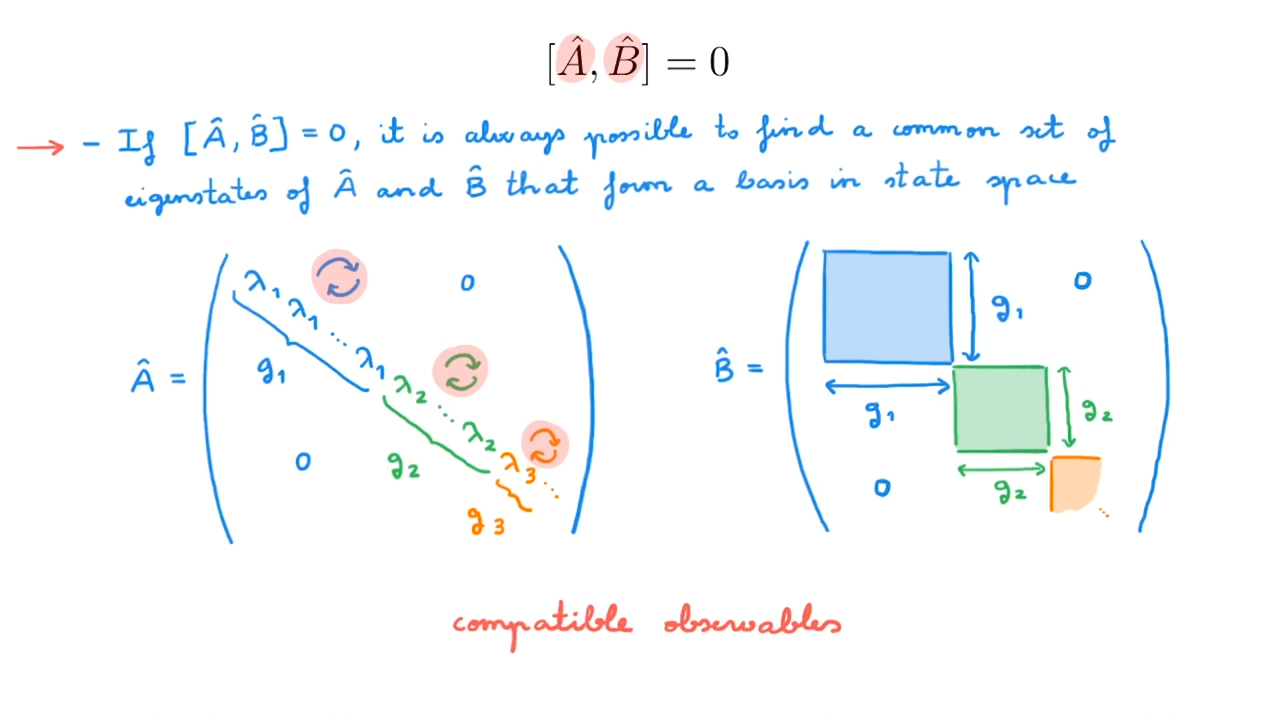 [Â, B̂] = 0
→ - If [Â, B̂] = 0, it is always possible to find a common set of
eigenstates of Â and B̂ that form a basis in state space
Â =
λ₁
λ₁
...
λ₁
g₁
λ₂
...
λ₂
g₂
λ₃
...
g₃
0
0
B̂ =
g₁
g₁
g₂
g₂
0
0
...
compatible observables